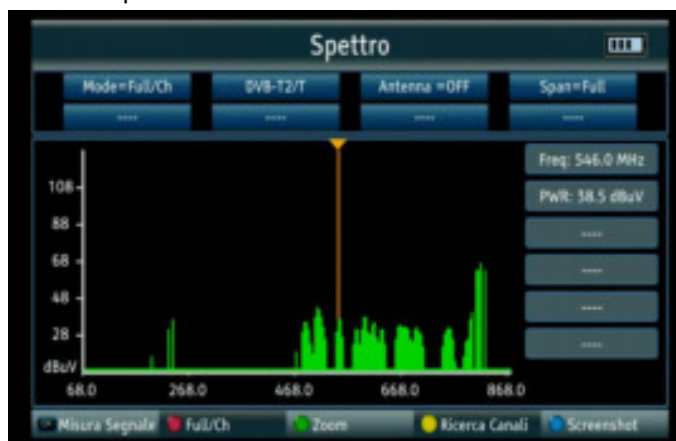 Spettro
Mode=Full/Ch DVB-T2/T Antenna =OFF Span=Full
---- ---- ---- ----
Freq: 546.0 MHz
PWR: 38.5 dBuV
----
----
----
----
108
88
68
48
28
dBuV
68.0 268.0 468.0 668.0 868.0
Misura Segnale Full/Ch Zoom Ricerca Canali Screenshot